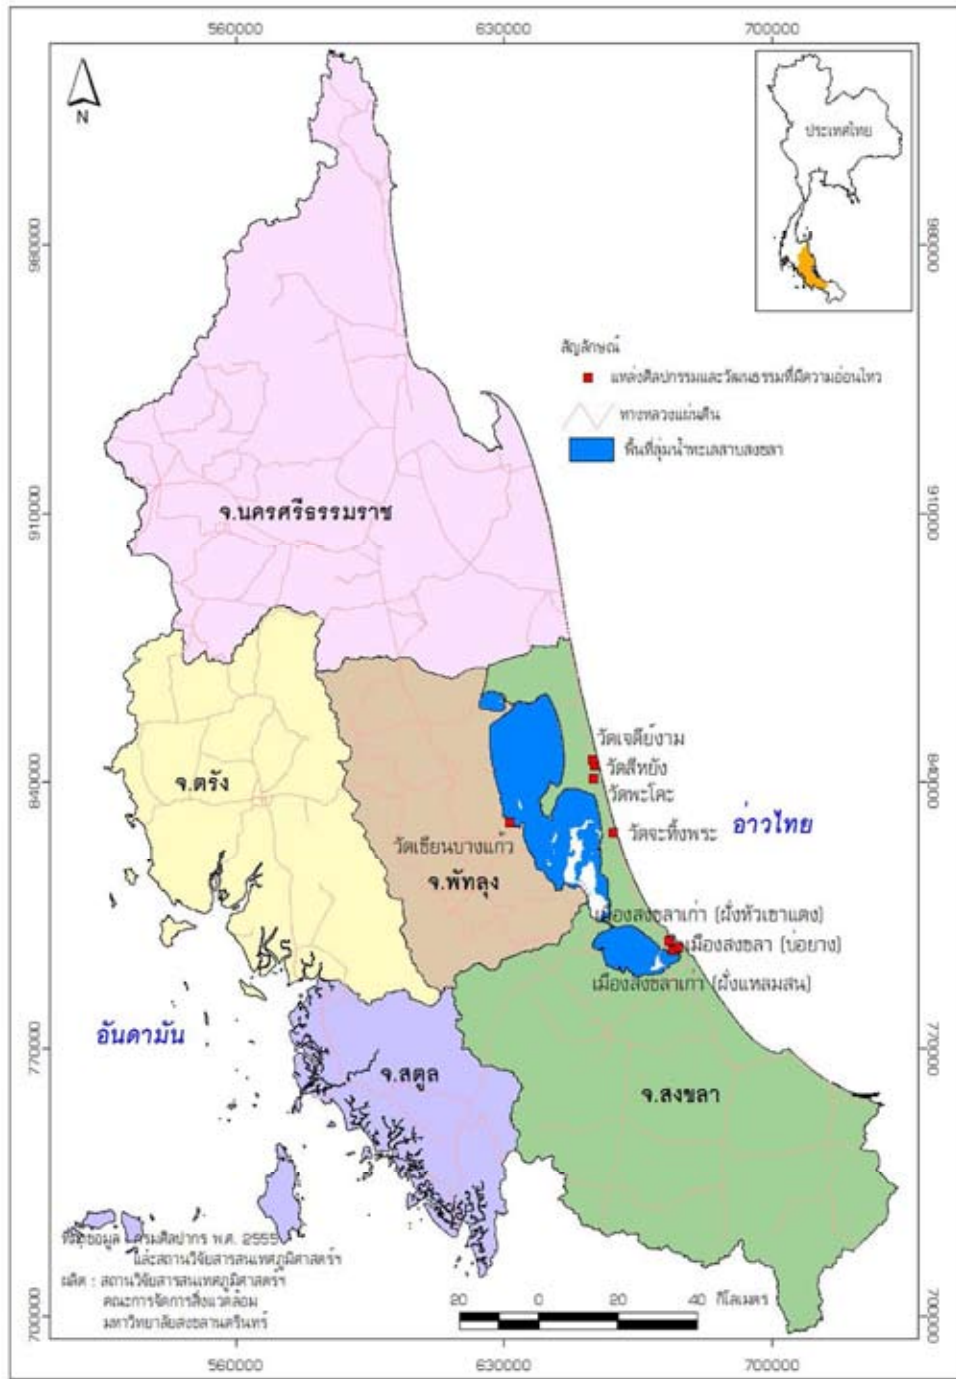 560000
630000
700000
N
ประเทศไทย
980000
980000
สัญลักษณ์
แหล่งศิลปกรรมและวัฒนธรรมที่มีความอ่อนไหว
ทางหลวงแผ่นดิน
พื้นที่ลุ่มน้ำทะเลสาบสงขลา
จ.นครศรีธรรมราช
910000
910000
วัดเจดีย์งาม
วัดสีหยัง
จ.ตรัง
840000
840000
วัดพะโคะ
อ่าวไทย
วัดจะทิ้งพระ
วัดเขียนบางแก้ว
จ.พัทลุง
เมืองสงขลาเก่า (ฝั่งหัวเขาแดง)
เมืองสงขลา (บ่อยาง)
เมืองสงขลาเก่า (ฝั่งแหลมสน)
อันดามัน
770000
770000
จ.สตูล
จ.สงขลา
ที่มาข้อมูล : กรมศิลปากร พ.ศ. 2555
และสถานวิจัยสารสนเทศภูมิศาสตร์ฯ
ผลิต : สถานวิจัยสารสนเทศภูมิศาสตร์ฯ
คณะการจัดการสิ่งแวดล้อม
มหาวิทยาลัยสงขลานครินทร์
20 0 20 40 กิโลเมตร
700000
700000
560000
630000
700000